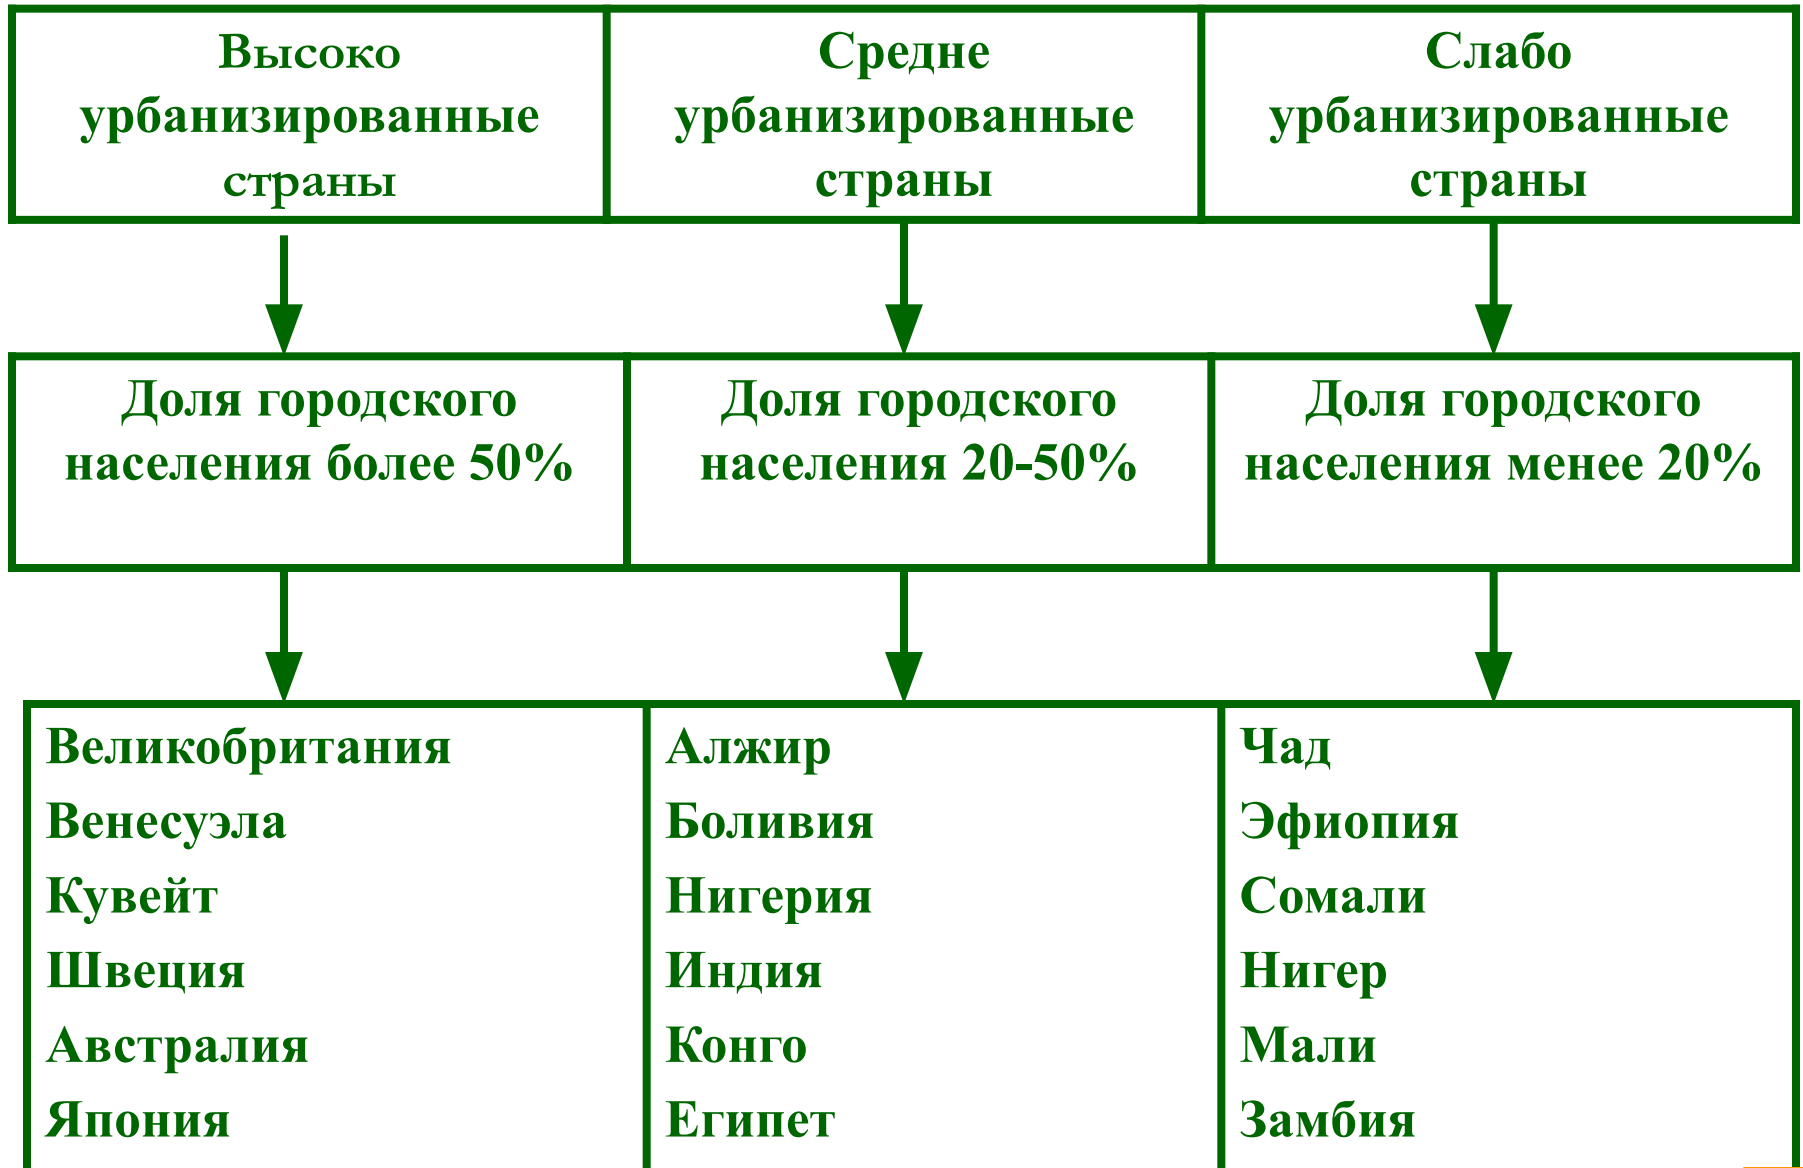 Высоко
урбанизированные
страны
Средне
урбанизированные
страны
Слабо
урбанизированные
страны
Доля городского
населения более 50%
Доля городского
населения 20-50%
Доля городского
населения менее 20%
Великобритания
Венесуэла
Кувейт
Швеция
Австралия
Япония
Алжир
Боливия
Нигерия
Индия
Конго
Египет
Чад
Эфиопия
Сомали
Нигер
Мали
Замбия